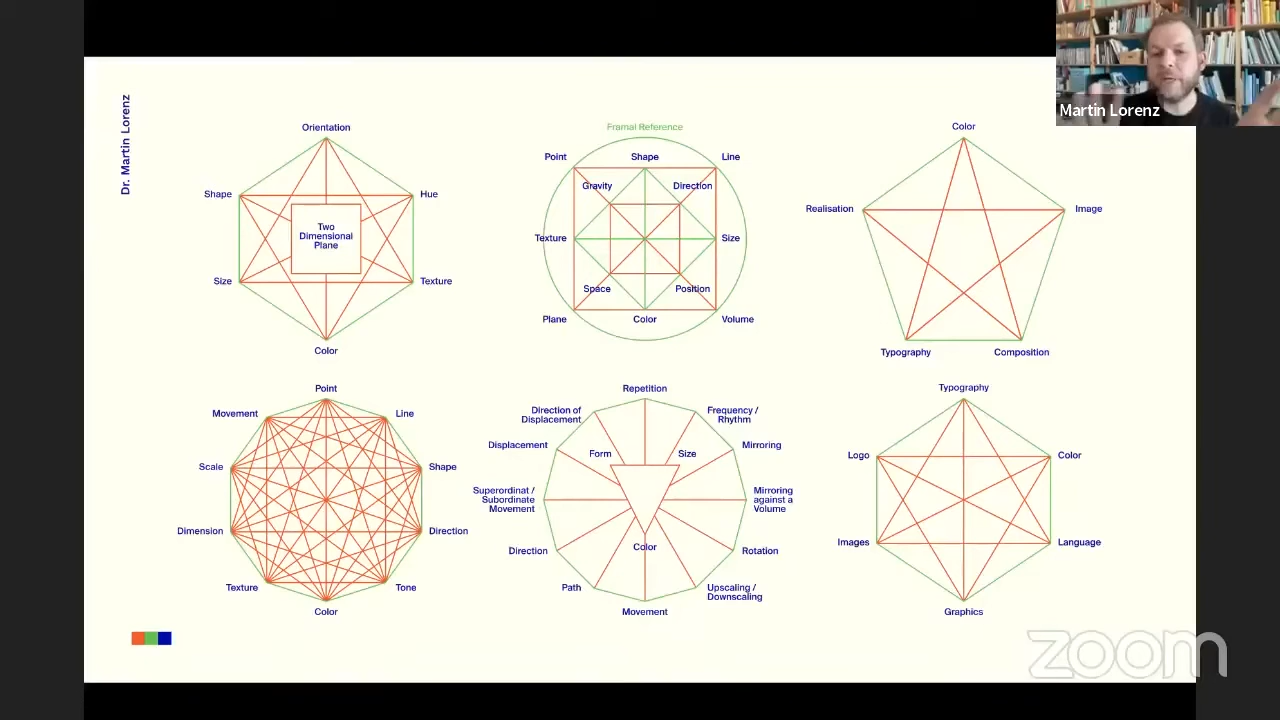 Martin Lorenz
Dr. Martin Lorenz
Orientation
Shape
Hue
Two
Dimensional
Plane
Size
Texture
Color
Framal Reference
Point
Shape
Line
Gravity
Direction
Texture
Size
Space
Position
Plane
Color
Volume
Color
Realisation
Image
Typography
Composition
Point
Movement
Line
Scale
Shape
Dimension
Direction
Texture
Tone
Color
Repetition
Direction of
Displacement
Frequency /
Rhythm
Displacement
Form
Size
Mirroring
Superordinat /
Subordinate
Movement
Mirroring
against a
Volume
Direction
Color
Rotation
Path
Upscaling /
Downscaling
Movement
Typography
Logo
Color
Images
Language
Graphics
zoom